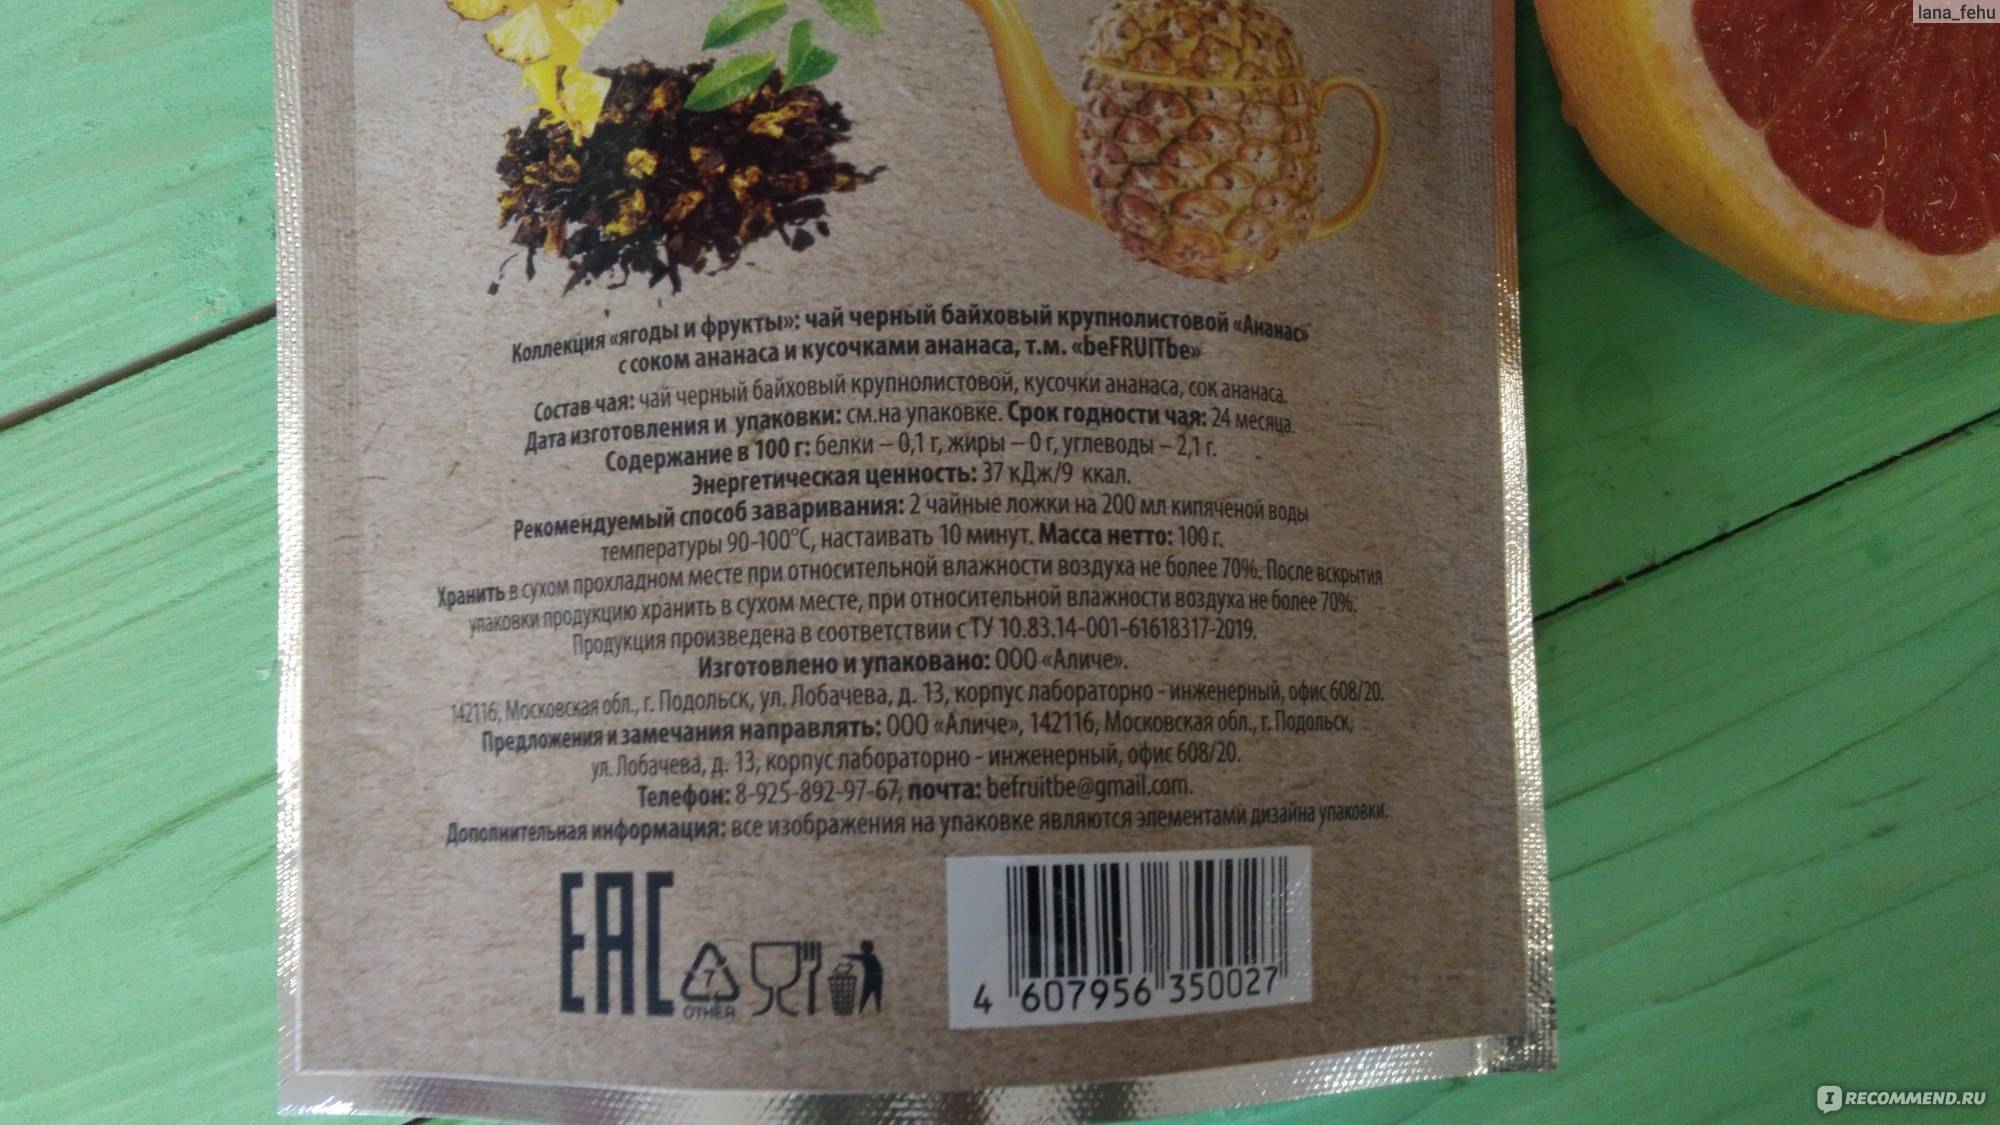 lana_fehu
Коллекция «ягоды и фрукты»: чай черный байховый крупнолистовой «Ананас»
с соком ананаса и кусочками ананаса, т.м. «beFRUITbe»
Состав чая: чай черный байховый крупнолистовой, кусочки ананаса, сок ананаса.
Дата изготовления и упаковки: см.на упаковке. Срок годности чая: 24 месяца.
Содержание в 100 г: белки – 0,1 г, жиры – 0 г, углеводы – 2,1 г.
Энергетическая ценность: 37 кДж/9 ккал.
Рекомендуемый способ заваривания: 2 чайные ложки на 200 мл кипяченой воды
температуры 90-100°С, настаивать 10 минут. Масса нетто: 100 г.
Хранить в сухом прохладном месте при относительной влажности воздуха не более 70%. После вскрытия
упаковки продукцию хранить в сухом месте, при относительной влажности воздуха не более 70%.
Продукция произведена в соответствии с ТУ 10.83.14-001-61618317-2019.
Изготовлено и упаковано: ООО «Аличе».
142116, Московская обл., г. Подольск, ул. Лобачева, д. 13, корпус лабораторно - инженерный, офис 608/20.
Предложения и замечания направлять: ООО «Аличе», 142116, Московская обл., г. Подольск,
ул. Лобачева, д. 13, корпус лабораторно - инженерный, офис 608/20.
Телефон: 8-925-892-97-67, почта: befruitbe@gmail.com.
Дополнительная информация: все изображения на упаковке являются элементами дизайна упаковки.
EAC
7
OTHER
4 607956 350027
IRECOMMEND.RU